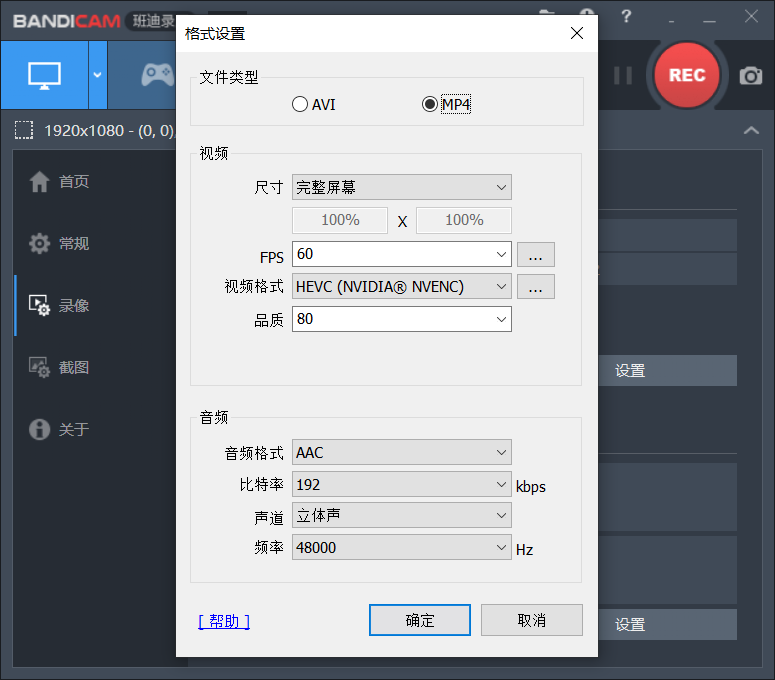 BANDICAM 班迪录
?
格式设置
REC
1920x1080 - (0, 0)
首页
常规
录像
截图
关于
文件类型
AVI MP4
视频
尺寸 完整屏幕
100% X 100%
FPS 60 ...
视频格式 HEVC (NVIDIA® NVENC) ...
品质 80
音频
音频格式 AAC
比特率 192 kbps
声道 立体声
频率 48000 Hz
[ 帮助 ] 确定 取消
设置
设置